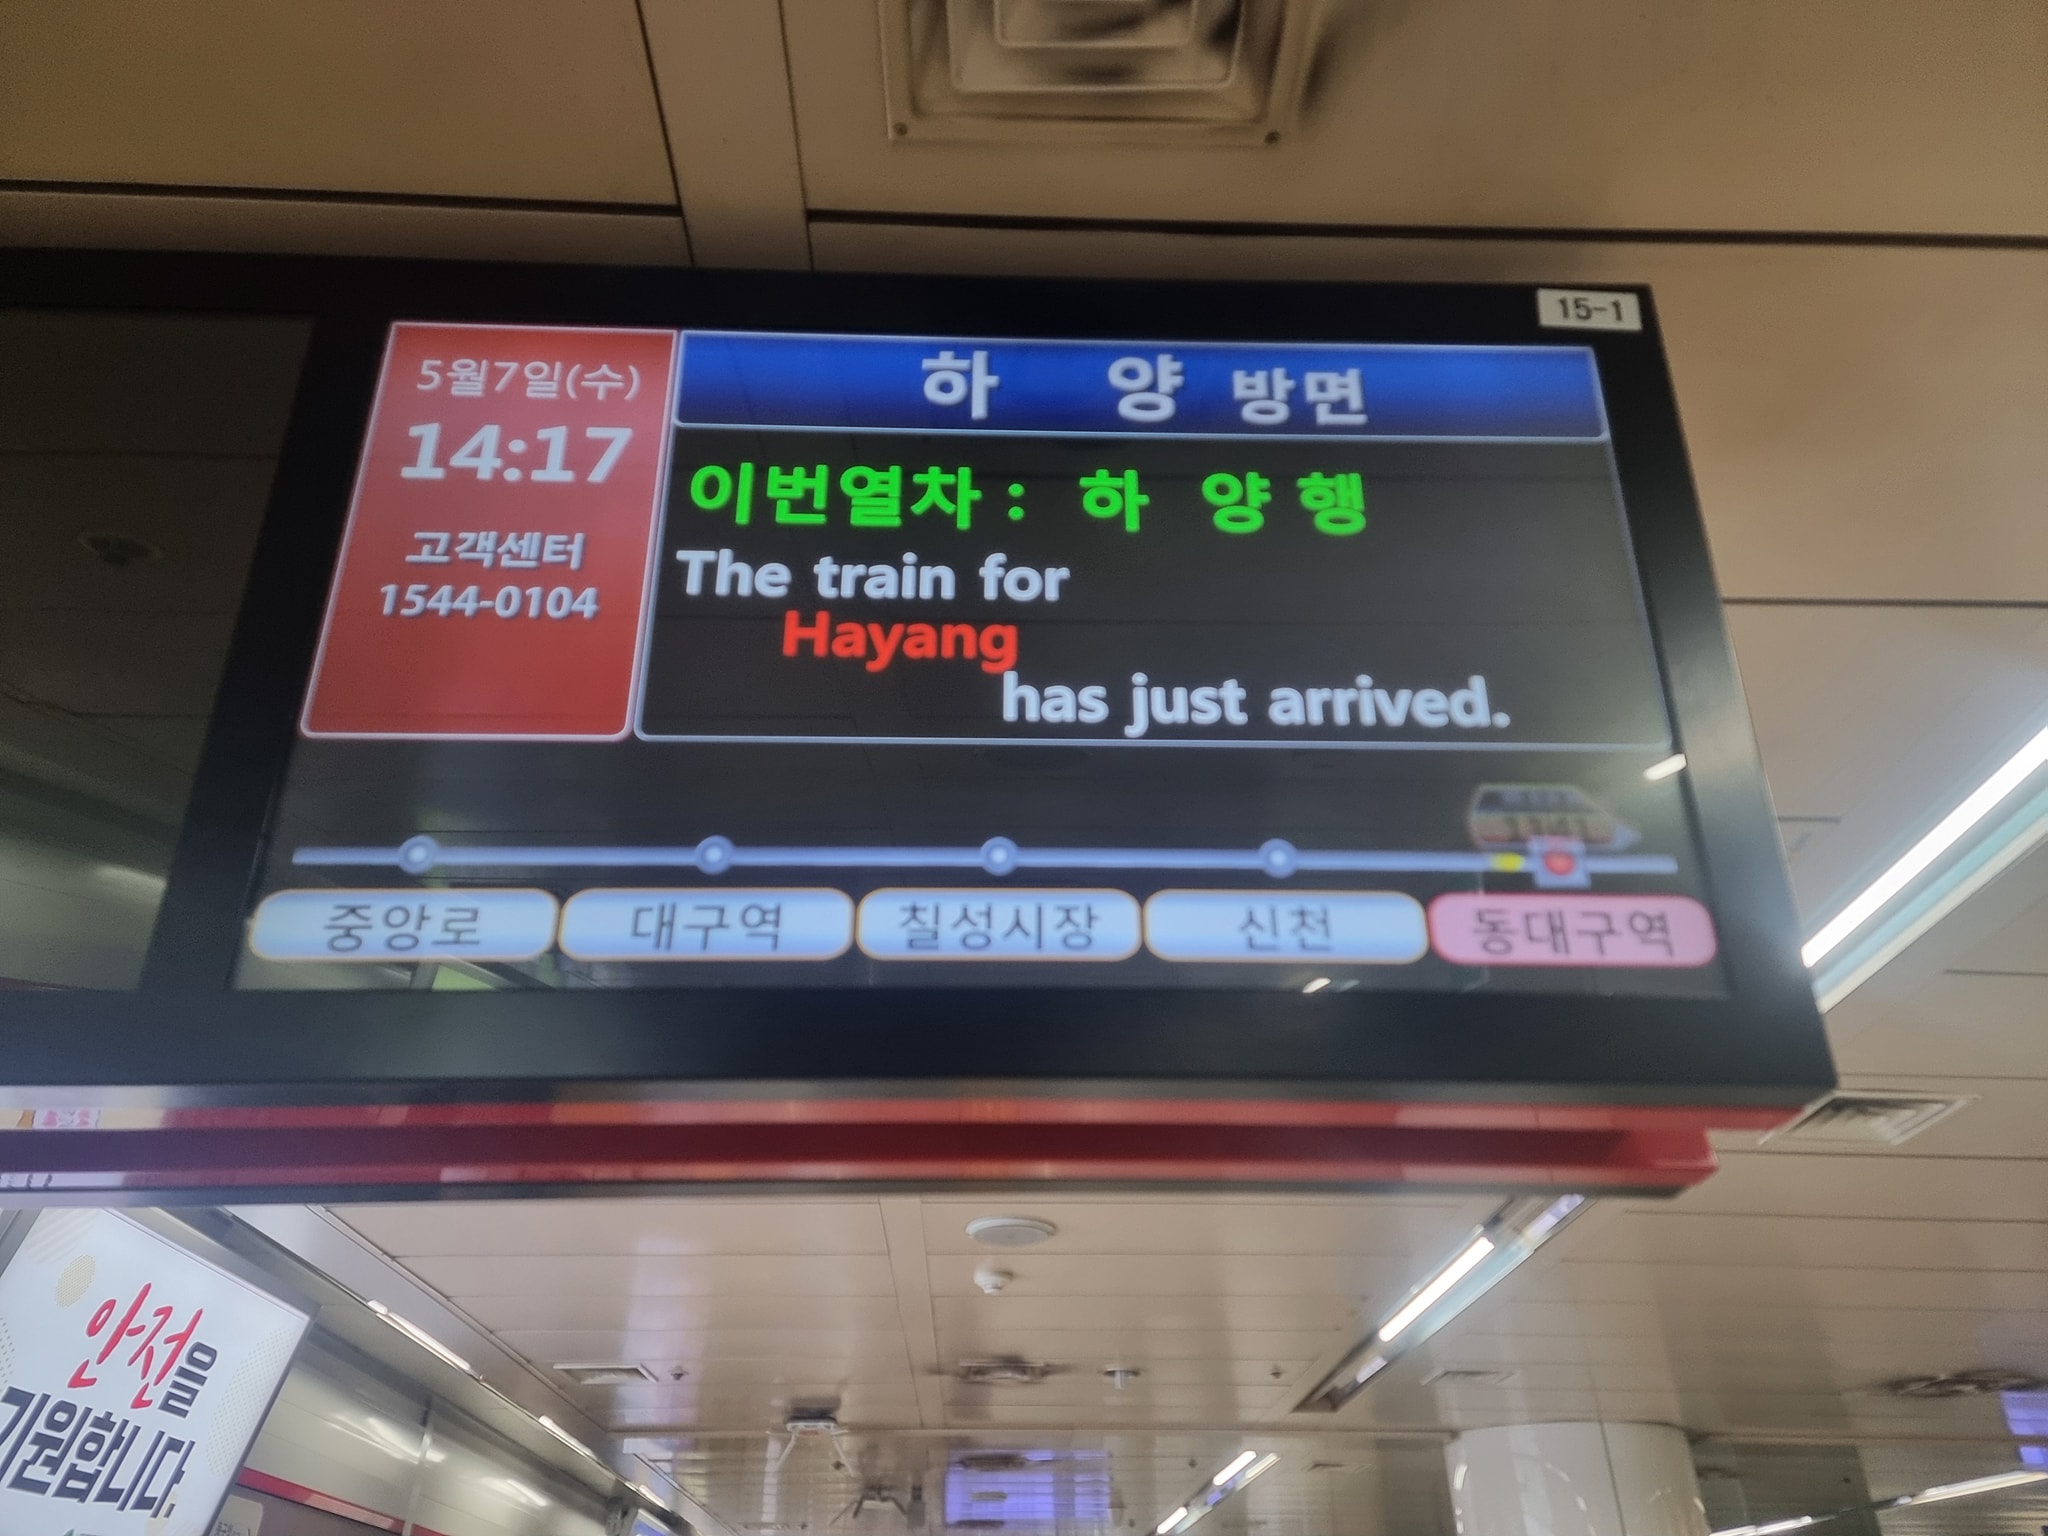 15-1
5월7일(수)
14:17
고객센터
1544-0104
하 양 방면
이번열차 : 하 양 행
The train for
Hayang
has just arrived.
중앙로
대구역
칠성시장
신천
동대구역
안전을
기원합니다.